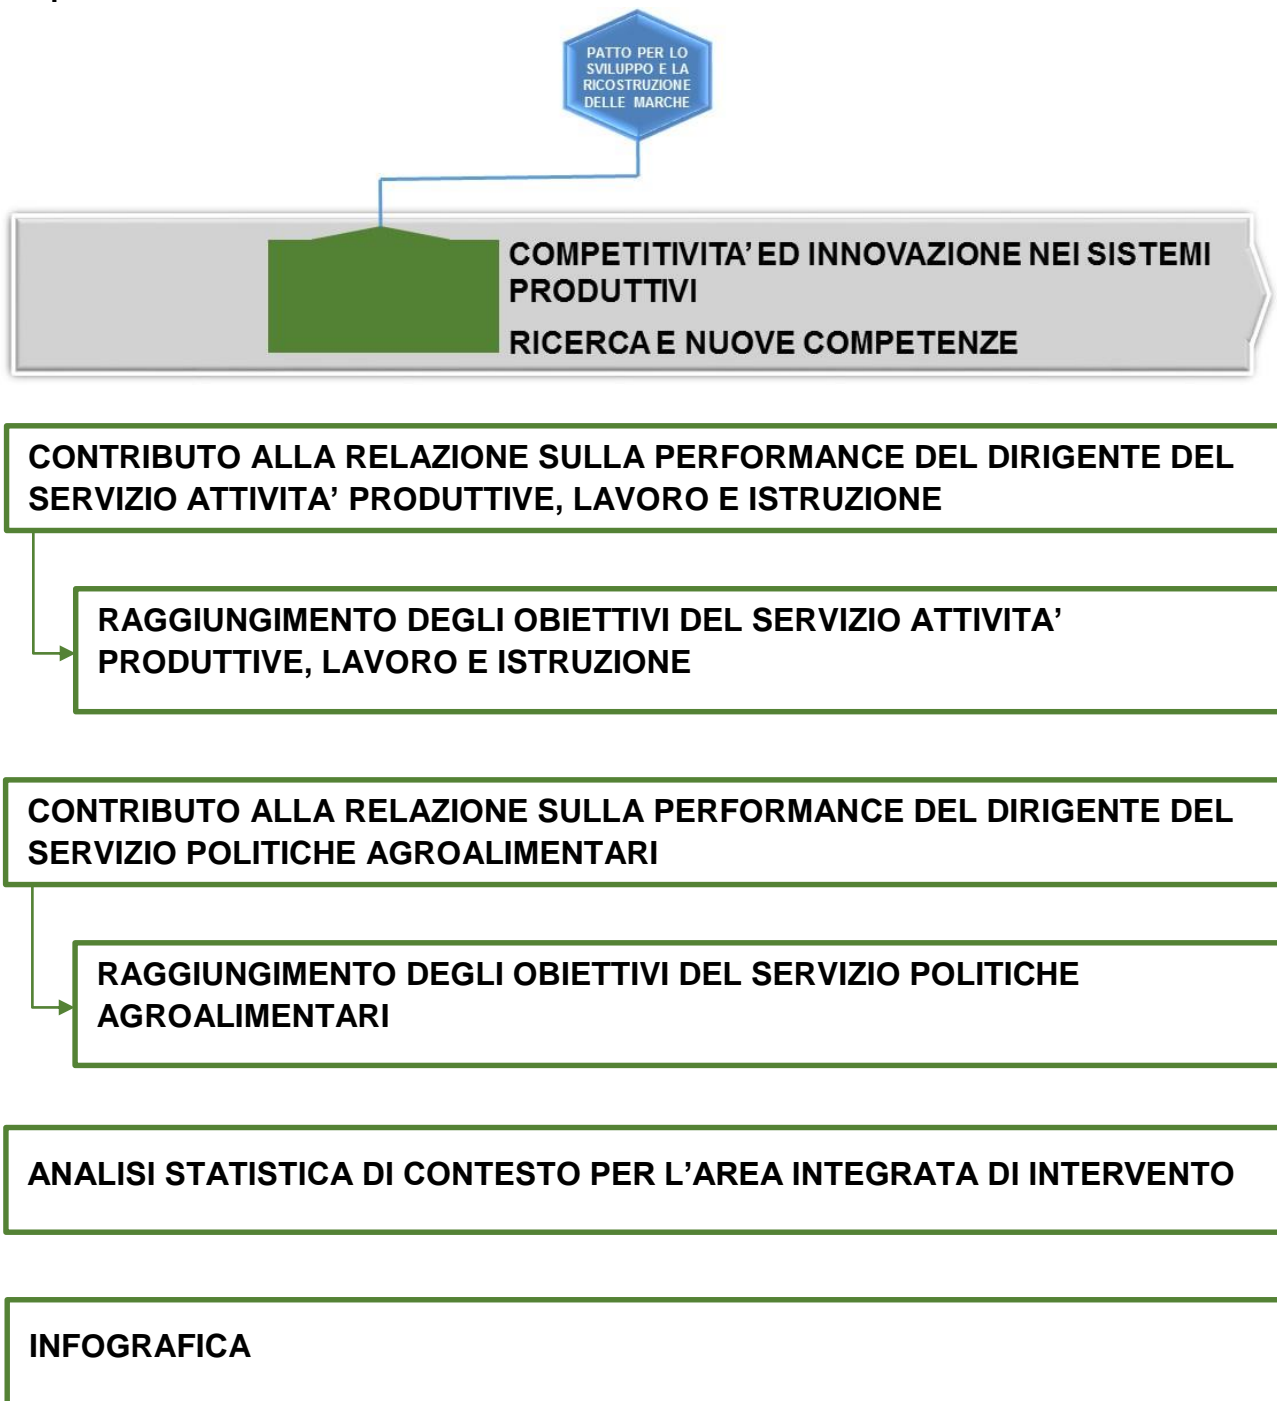 PATTO PER LO
SVILUPPO E LA
RICOSTRUZIONE
DELLE MARCHE
COMPETITIVITA’ ED INNOVAZIONE NEI SISTEMI
PRODUTTIVI
RICERCA E NUOVE COMPETENZE
CONTRIBUTO ALLA RELAZIONE SULLA PERFORMANCE DEL DIRIGENTE DEL
SERVIZIO ATTIVITA’ PRODUTTIVE, LAVORO E ISTRUZIONE
RAGGIUNGIMENTO DEGLI OBIETTIVI DEL SERVIZIO ATTIVITA’
PRODUTTIVE, LAVORO E ISTRUZIONE
CONTRIBUTO ALLA RELAZIONE SULLA PERFORMANCE DEL DIRIGENTE DEL
SERVIZIO POLITICHE AGROALIMENTARI
RAGGIUNGIMENTO DEGLI OBIETTIVI DEL SERVIZIO POLITICHE
AGROALIMENTARI
ANALISI STATISTICA DI CONTESTO PER L’AREA INTEGRATA DI INTERVENTO
INFOGRAFICA